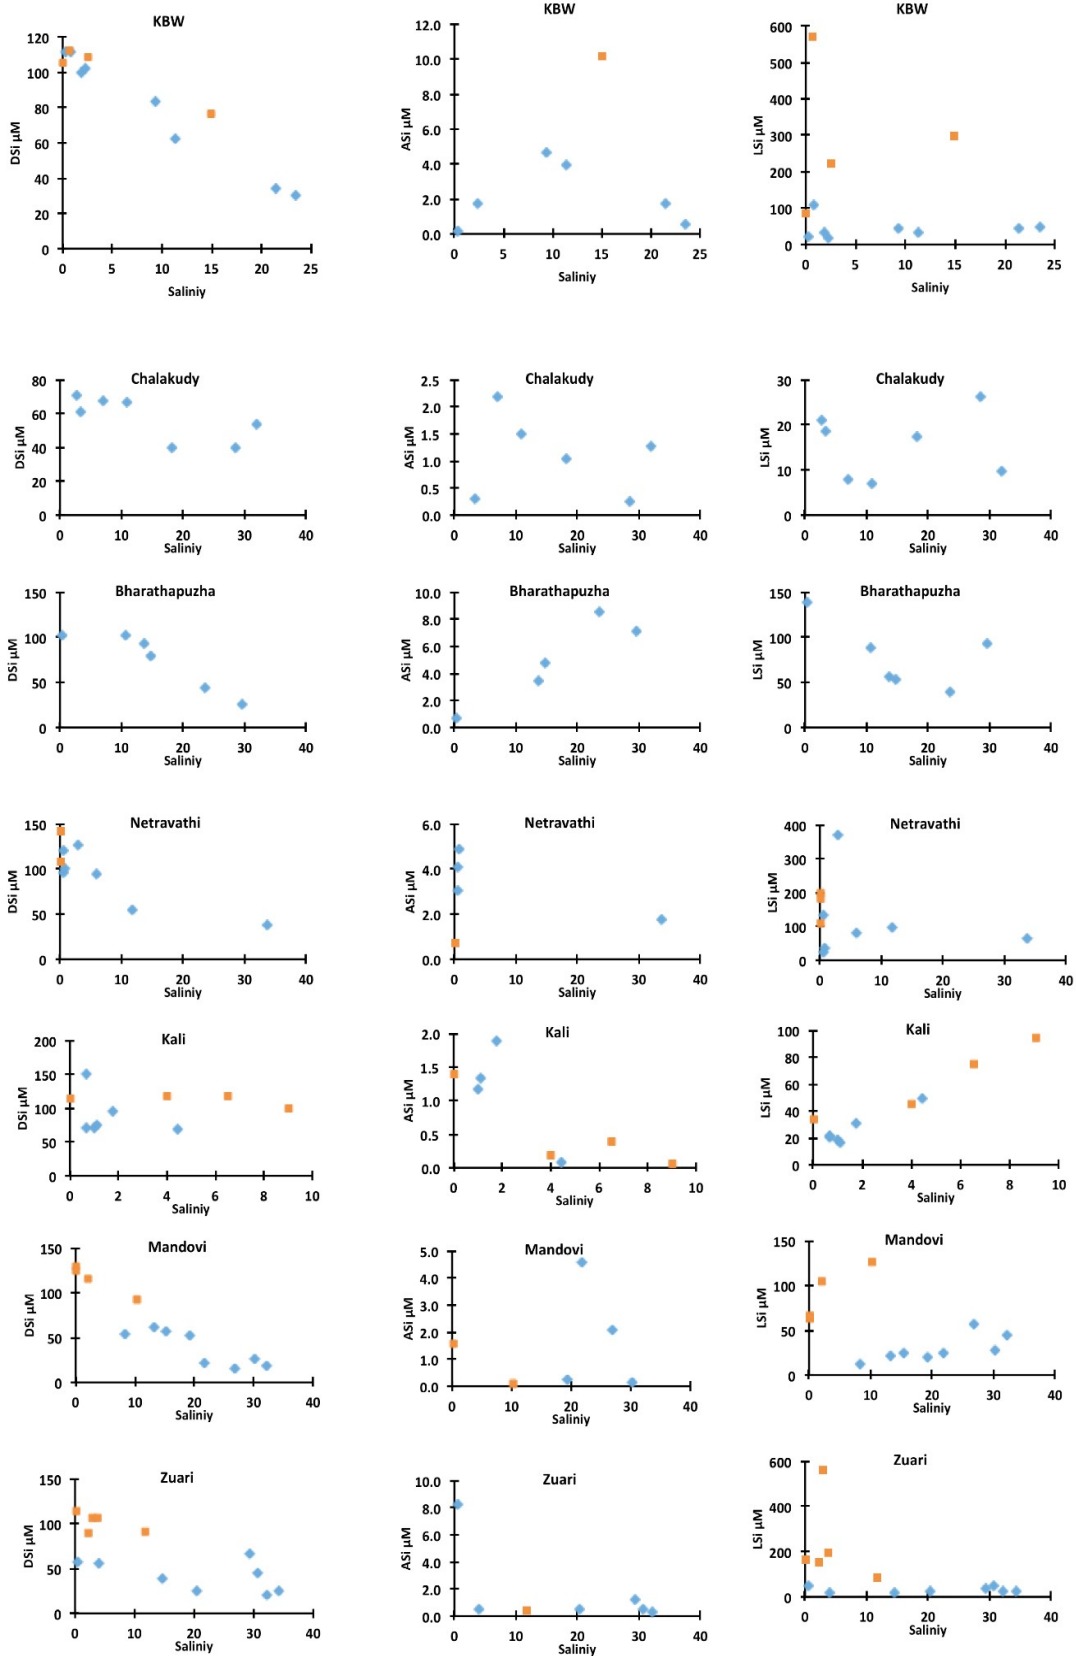 KBW
120
100
80
60
40
20
0
DSi µM
0 5 10 15 20 25
Saliniy
KBW
12.0
10.0
8.0
6.0
4.0
2.0
0.0
ASi µM
0 5 10 15 20 25
Saliniy
KBW
600
500
400
300
200
100
0
LSi µM
0 5 10 15 20 25
Saliniy
Chalakudy
80
60
40
20
0
DSi µM
0 10 20 30 40
Saliniy
Chalakudy
2.5
2.0
1.5
1.0
0.5
0.0
ASi µM
0 10 20 30 40
Saliniy
Chalakudy
30
20
10
0
LSi µM
0 10 20 30 40
Saliniy
Bharathapuzha
150
100
50
0
DSi µM
0 10 20 30 40
Saliniy
Bharathapuzha
10.0
8.0
6.0
4.0
2.0
0.0
ASi µM
0 10 20 30 40
Saliniy
Bharathapuzha
150
100
50
0
LSi µM
0 10 20 30 40
Saliniy
Netravathi
150
100
50
0
DSi µM
0 10 20 30 40
Saliniy
Netravathi
6.0
4.0
2.0
0.0
ASi µM
0 10 20 30 40
Saliniy
Netravathi
400
300
200
100
0
LSi µM
0 10 20 30 40
Saliniy
Kali
200
150
100
50
0
DSi µM
0 2 4 6 8 10
Saliniy
Kali
2.0
1.5
1.0
0.5
0.0
ASi µM
0 2 4 6 8 10
Saliniy
Kali
100
80
60
40
20
0
LSi µM
0 2 4 6 8 10
Saliniy
Mandovi
150
100
50
0
DSi µM
0 10 20 30 40
Saliniy
Mandovi
5.0
4.0
3.0
2.0
1.0
0.0
ASi µM
0 10 20 30 40
Saliniy
Mandovi
150
100
50
0
LSi µM
0 10 20 30 40
Saliniy
Zuari
150
100
50
0
DSi µM
0 10 20 30 40
Saliniy
Zuari
10.0
8.0
6.0
4.0
2.0
0.0
ASi µM
0 10 20 30 40
Saliniy
Zuari
600
400
200
0
LSi µM
0 10 20 30 40
Saliniy